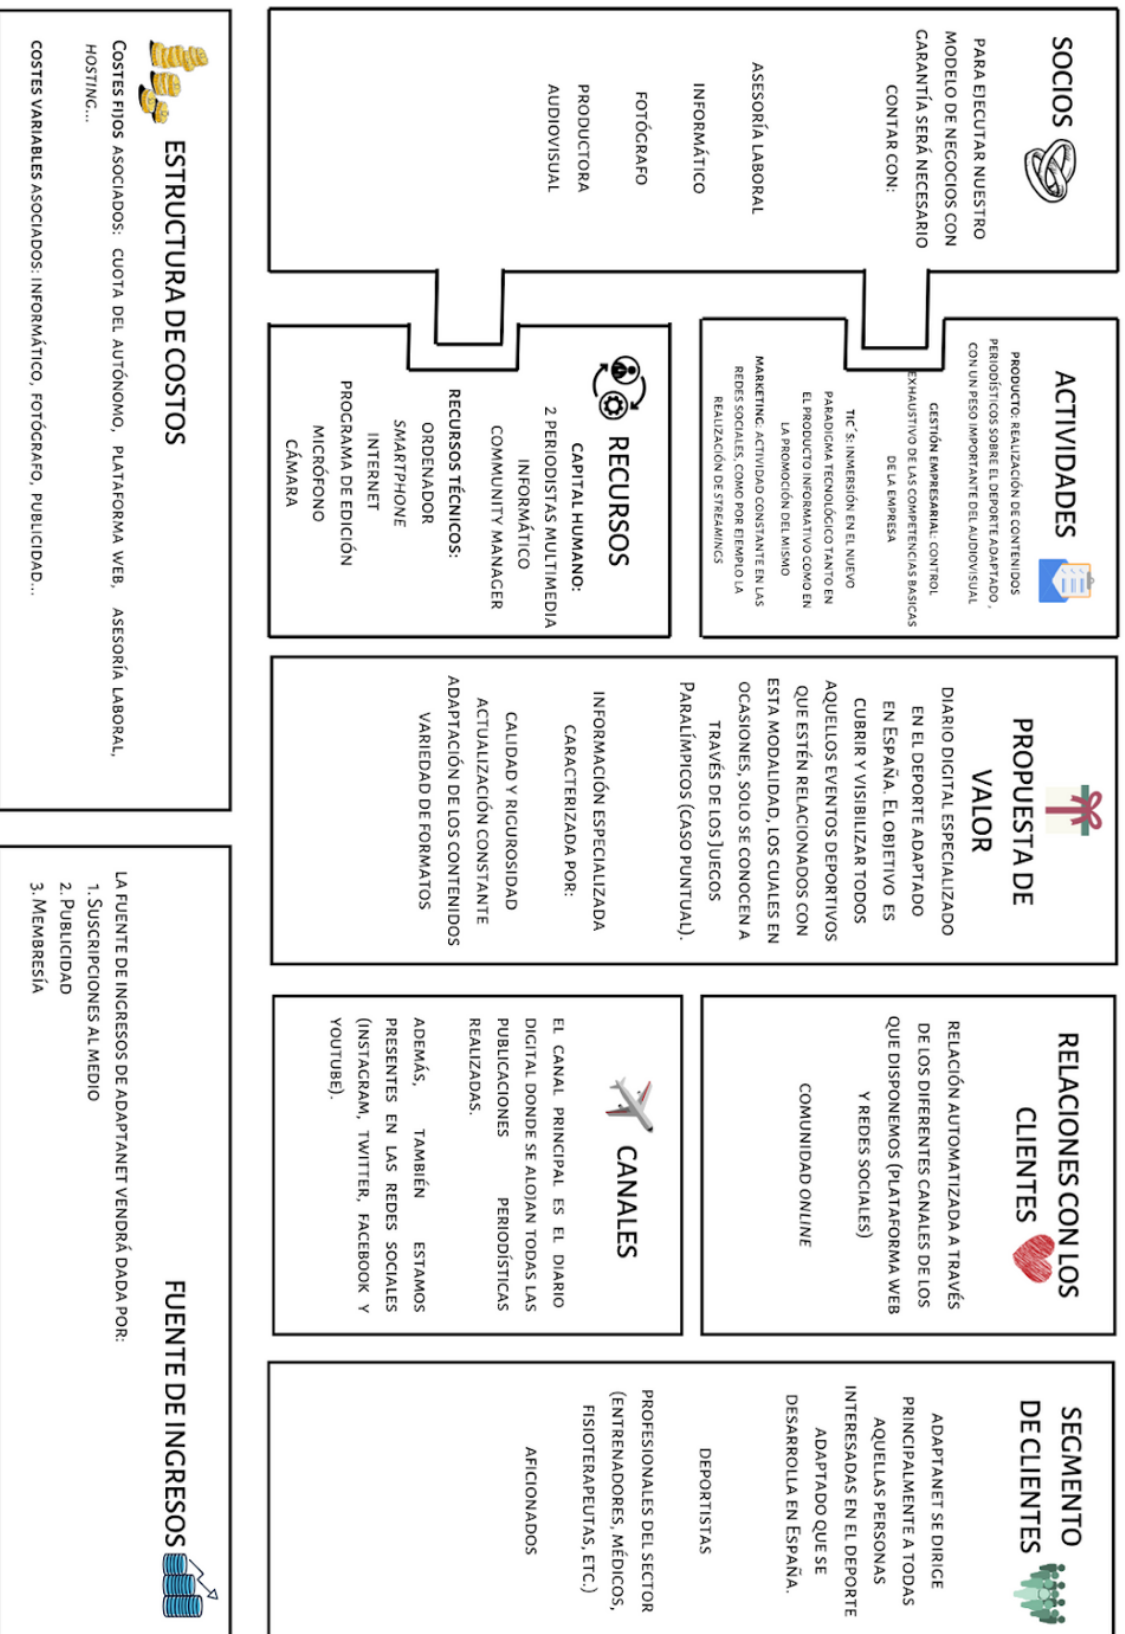 SOCIOS
PARA EJECUTAR NUESTRO
MODELO DE NEGOCIOS CON
GARANTÍA SERÁ NECESARIO
CONTAR CON:
ASESORÍA LABORAL
INFORMÁTICO
FOTÓGRAFO
PRODUCTORA
AUDIOVISUAL
ACTIVIDADES
PRODUCTO: REALIZACIÓN DE CONTENIDOS
PERIODÍSTICOS SOBRE EL DEPORTE ADAPTADO,
CON UN PESO IMPORTANTE DEL AUDIOVISUAL
GESTIÓN EMPRESARIAL: CONTROL
EXHAUSTIVO DE LAS COMPETENCIAS BASICAS
DE LA EMPRESA
TIC´S: INMERSIÓN EN EL NUEVO
PARADIGMA TECNOLÓGICO TANTO EN
EL PRODUCTO INFORMATIVO COMO EN
LA PROMOCIÓN DEL MISMO
MARKETING: ACTIVIDAD CONSTANTE EN LAS
REDES SOCIALES, COMO POR EJEMPLO LA
REALIZACIÓN DE STREAMINGS
RECURSOS
CAPITAL HUMANO:
2 PERIODISTAS MULTIMEDIA
INFORMÁTICO
COMMUNITY MANAGER
RECURSOS TÉCNICOS:
ORDENADOR
SMARTPHONE
INTERNET
PROGRAMA DE EDICIÓN
MICRÓFONO
CÁMARA
PROPUESTA DE
VALOR
DIARIO DIGITAL ESPECIALIZADO
EN EL DEPORTE ADAPTADO
EN ESPAÑA. EL OBJETIVO ES
CUBRIR Y VISIBILIZAR TODOS
AQUELLOS EVENTOS DEPORTIVOS
QUE ESTÉN RELACIONADOS CON
ESTA MODALIDAD, LOS CUALES EN
OCASIONES, SOLO SE CONOCEN A
TRAVÉS DE LOS JUEGOS
PARALÍMPICOS (CASO PUNTUAL).
INFORMACIÓN ESPECIALIZADA
CARACTERIZADA POR:
CALIDAD Y RIGUROSIDAD
ACTUALIZACIÓN CONSTANTE
ADAPTACIÓN DE LOS CONTENIDOS
VARIEDAD DE FORMATOS
RELACIONES CON LOS
CLIENTES
RELACIÓN AUTOMATIZADA A TRAVÉS
DE LOS DIFERENTES CANALES DE LOS
QUE DISPONEMOS (PLATAFORMA WEB
Y REDES SOCIALES)
COMUNIDAD ONLINE
CANALES
EL CANAL PRINCIPAL ES EL DIARIO
DIGITAL DONDE SE ALOJAN TODAS LAS
PUBLICACIONES PERIODÍSTICAS
REALIZADAS.
ADEMÁS, TAMBIÉN ESTAMOS
PRESENTES EN LAS REDES SOCIALES
(INSTAGRAM, TWITTER, FACEBOOK Y
YOUTUBE).
SEGMENTO
DE CLIENTES
ADAPTANET SE DIRIGE
PRINCIPALMENTE A TODAS
AQUELLAS PERSONAS
INTERESADAS EN EL DEPORTE
ADAPTADO QUE SE
DESARROLLA EN ESPAÑA.
DEPORTISTAS
PROFESIONALES DEL SECTOR
(ENTRENADORES, MÉDICOS,
FISIOTERAPEUTAS, ETC.)
AFICIONADOS
ESTRUCTURA DE COSTOS
COSTES FIJOS ASOCIADOS: CUOTA DEL AUTÓNOMO, PLATAFORMA WEB, ASESORÍA LABORAL,
HOSTING...
COSTES VARIABLES ASOCIADOS: INFORMÁTICO, FOTÓGRAFO, PUBLICIDAD...
FUENTE DE INGRESOS
LA FUENTE DE INGRESOS DE ADAPTANET VENDRÁ DADA POR:
1. SUSCRIPCIONES AL MEDIO
2. PUBLICIDAD
3. MEMBRESÍA